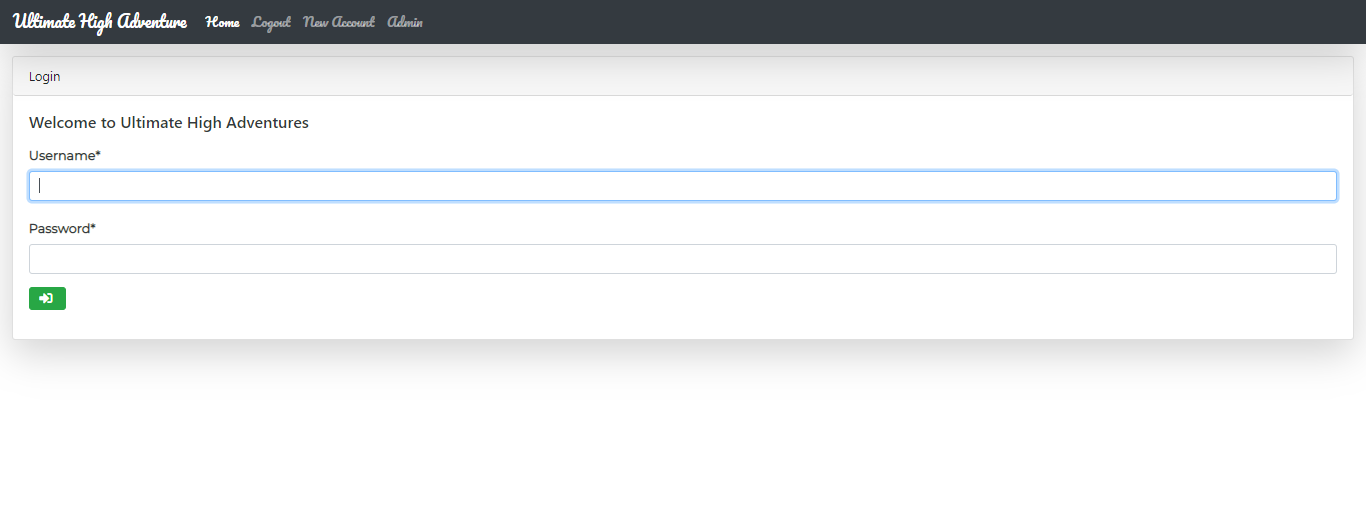 Ultimate High Adventure Home Logout New Account Admin
Login
Welcome to Ultimate High Adventures
Username*
Password*